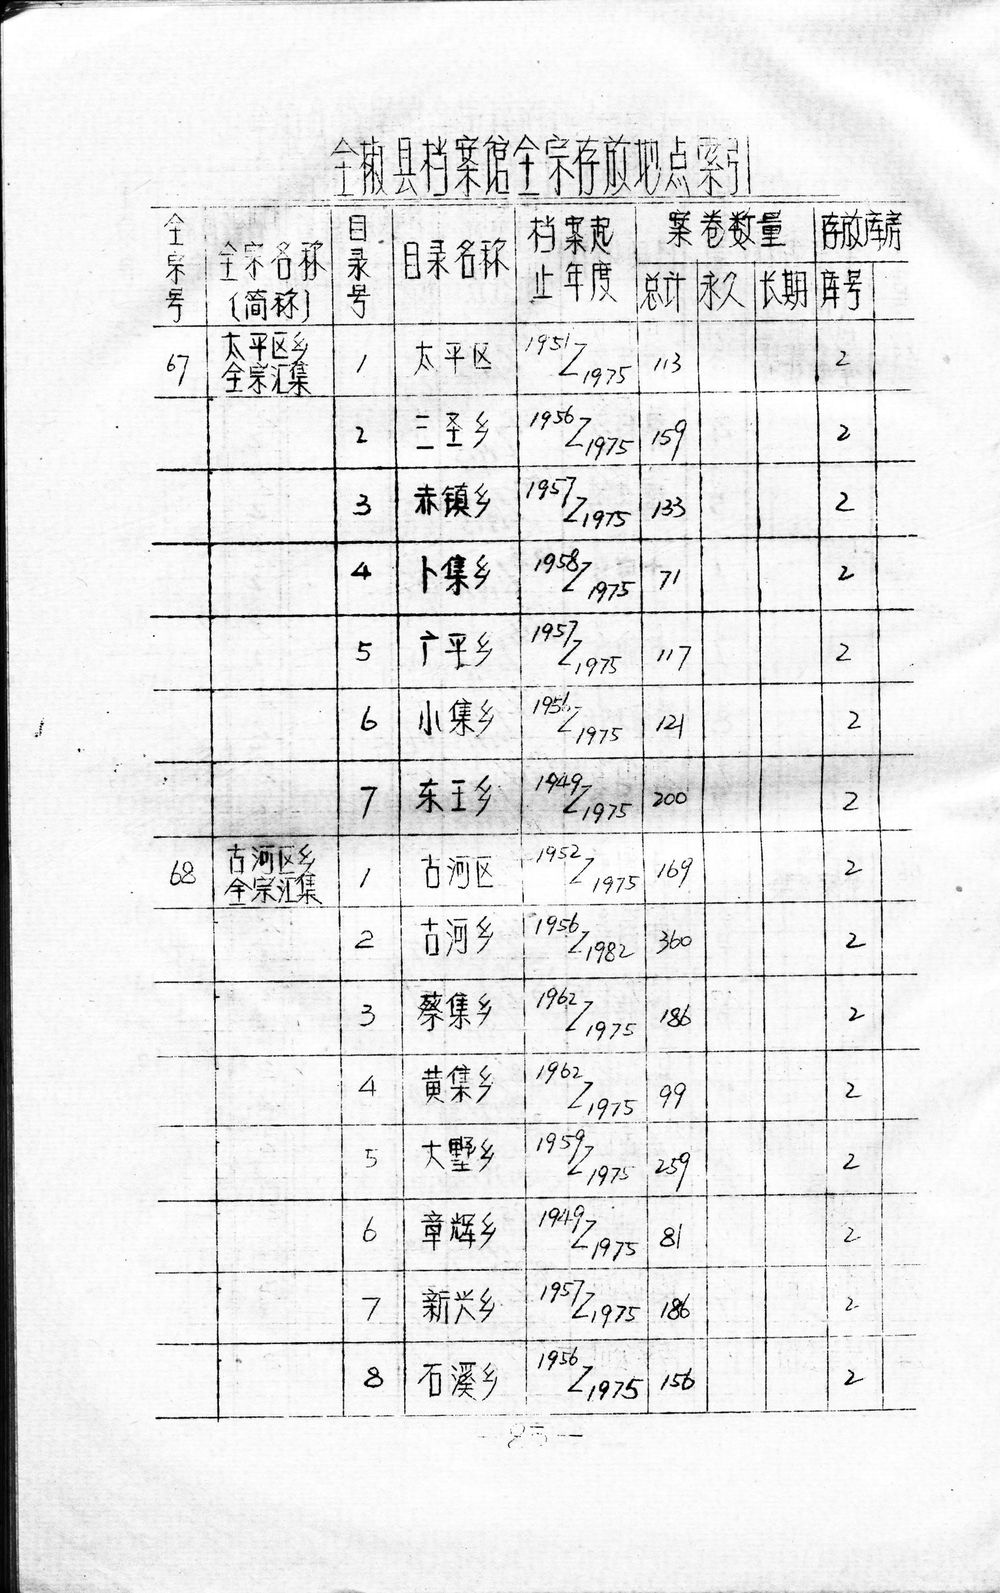 全椒县档案馆全宗存放地点索引
全宗号 全宗名称(简称) 目录号 目录名称 档案起止年度 案卷数量 存放库房
总计 永久 长期 库号
67 太平区乡全宗汇集 1 太平区 1951/1975 113 2
2 三圣乡 1956/1975 159 2
3 赤镇乡 1957/1975 133 2
4 卜集乡 1958/1975 71 2
5 广平乡 1957/1975 117 2
6 小集乡 1956/1975 121 2
7 东王乡 1949/1975 200 2
68 古河区乡全宗汇集 1 古河区 1952/1975 169 2
2 古河乡 1956/1982 360 2
3 蔡集乡 1962/1975 186 2
4 黄集乡 1962/1975 99 2
5 大墅乡 1959/1975 259 2
6 章辉乡 1949/1975 81 2
7 新兴乡 1957/1975 186 2
8 石溪乡 1956/1975 156 2
—85—